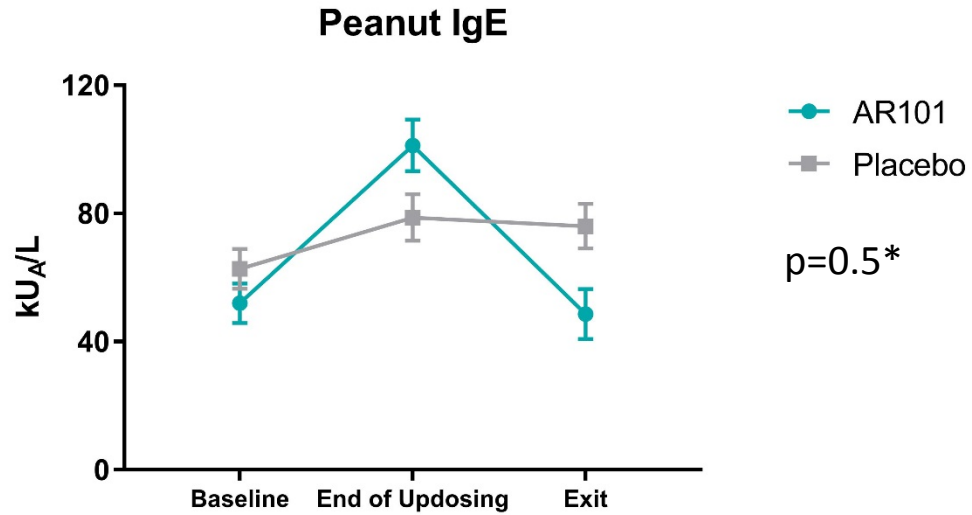 Peanut IgE
120
80
40
0
kUA/L
Baseline End of Updosing Exit
AR101
Placebo
p=0.5*